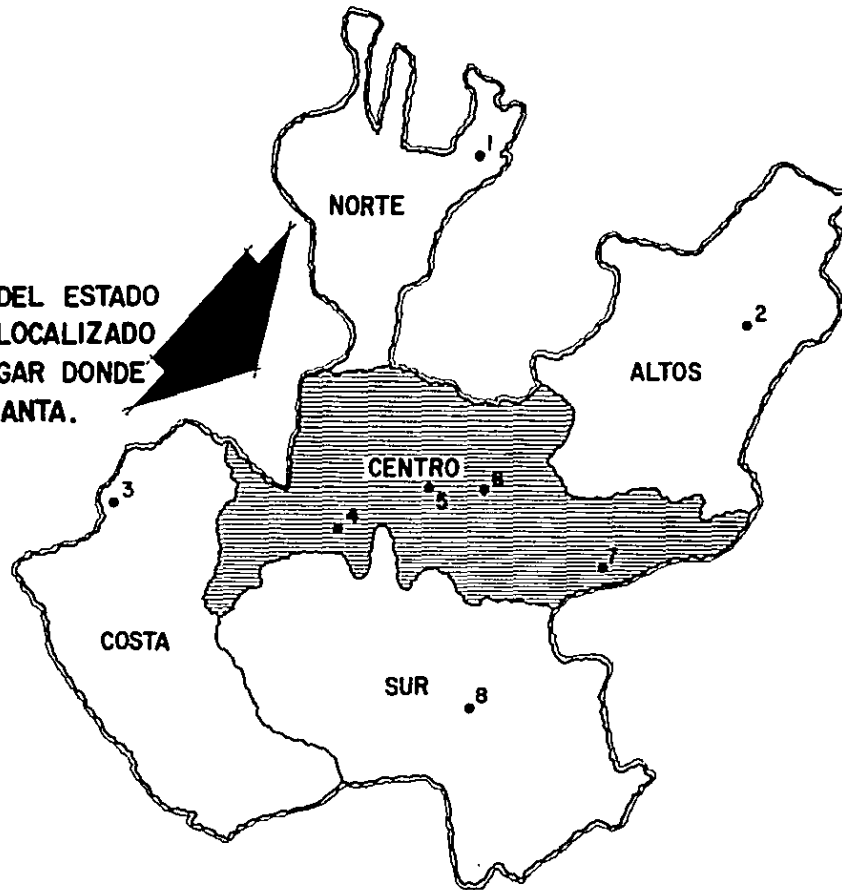 1
NORTE
DEL ESTADO
LOCALIZADO
GAR DONDE
ANTA.
2
ALTOS
3
CENTRO
6
5
4
7
COSTA
SUR
8